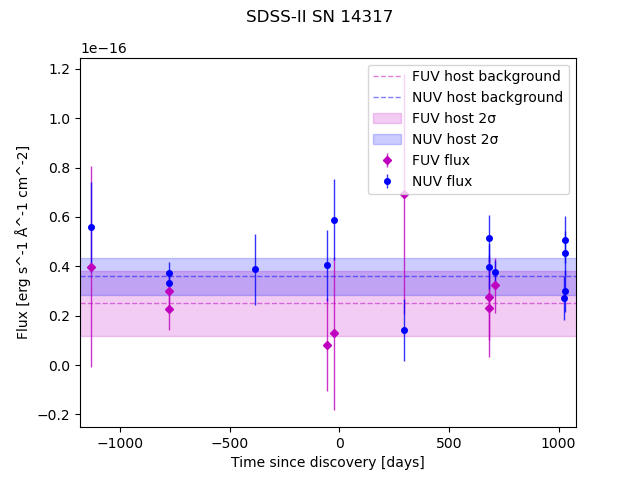 SDSS-II SN 14317
1e−16
1.2
1.0
0.8
0.6
0.4
0.2
0.0
−0.2
Flux [erg s^-1 Å^-1 cm^-2]
FUV host background
NUV host background
FUV host 2σ
NUV host 2σ
FUV flux
NUV flux
−1000
−500
0
500
1000
Time since discovery [days]